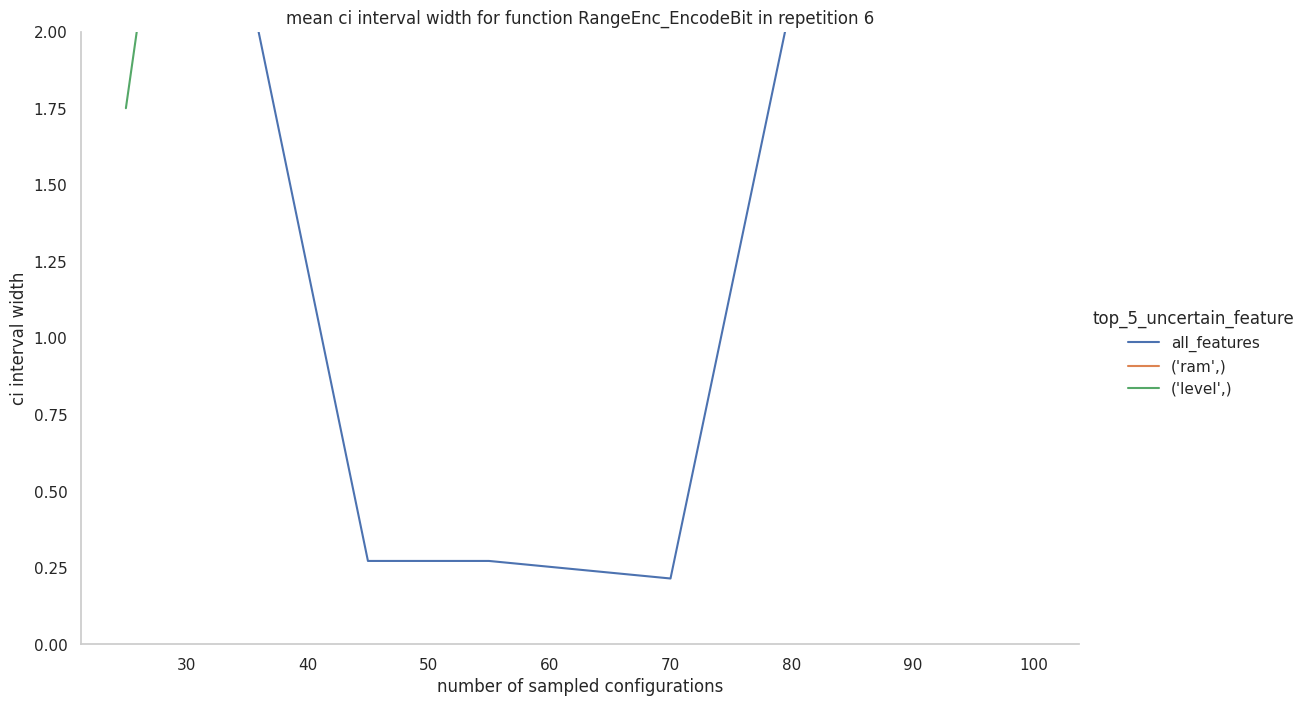 mean ci interval width for function RangeEnc_EncodeBit in repetition 6
2.00
1.75
1.50
1.25
1.00
0.75
0.50
0.25
0.00
ci interval width
30 40 50 60 70 80 90 100
number of sampled configurations
top_5_uncertain_feature
all_features
('ram',)
('level',)